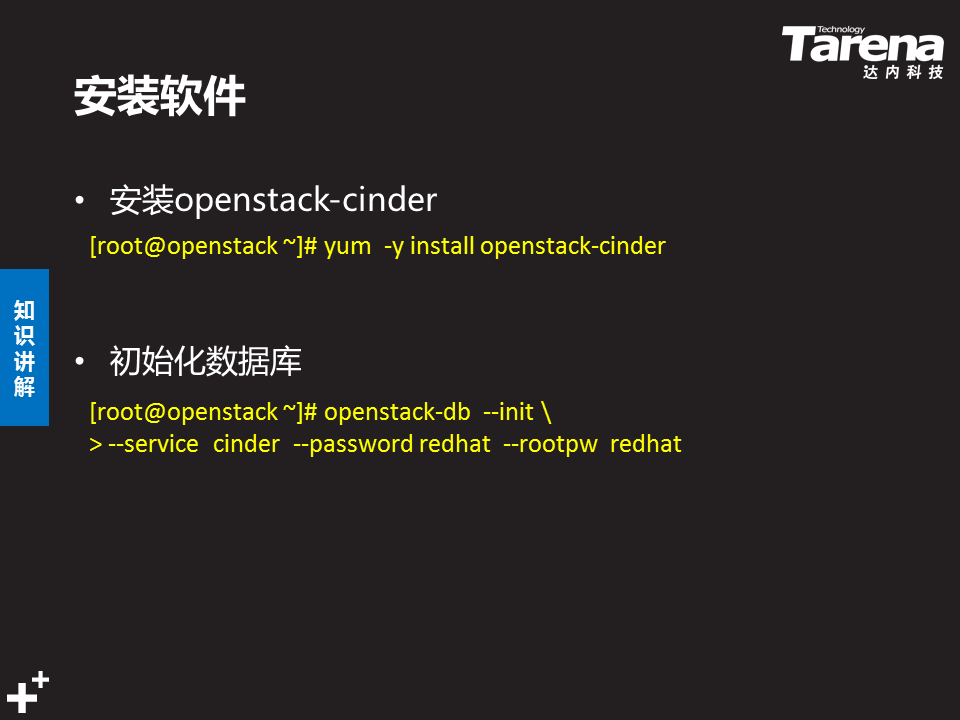 Technology
Tarena
达内科技
安装软件
• 安装openstack-cinder
[root@openstack ~]# yum  -y install openstack-cinder
知识讲解
• 初始化数据库
[root@openstack ~]# openstack-db  --init \
> --service  cinder  --password redhat  --rootpw  redhat